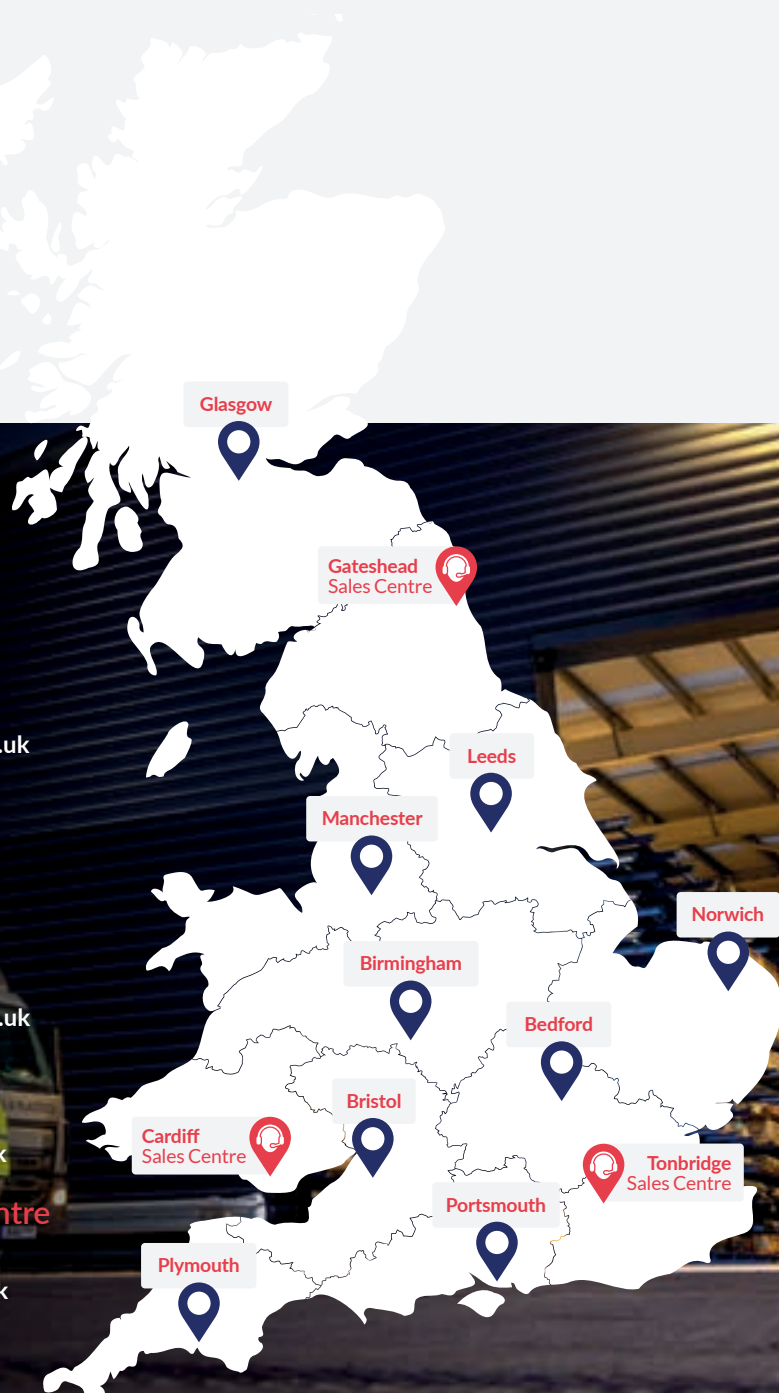 Glasgow
Gateshead
Sales Centre
.uk
Leeds
Manchester
Norwich
Birmingham
.uk
Bedford
Bristol
Cardiff
Sales Centre
k
Tonbridge
Sales Centre
Portsmouth
ntre
Plymouth
k